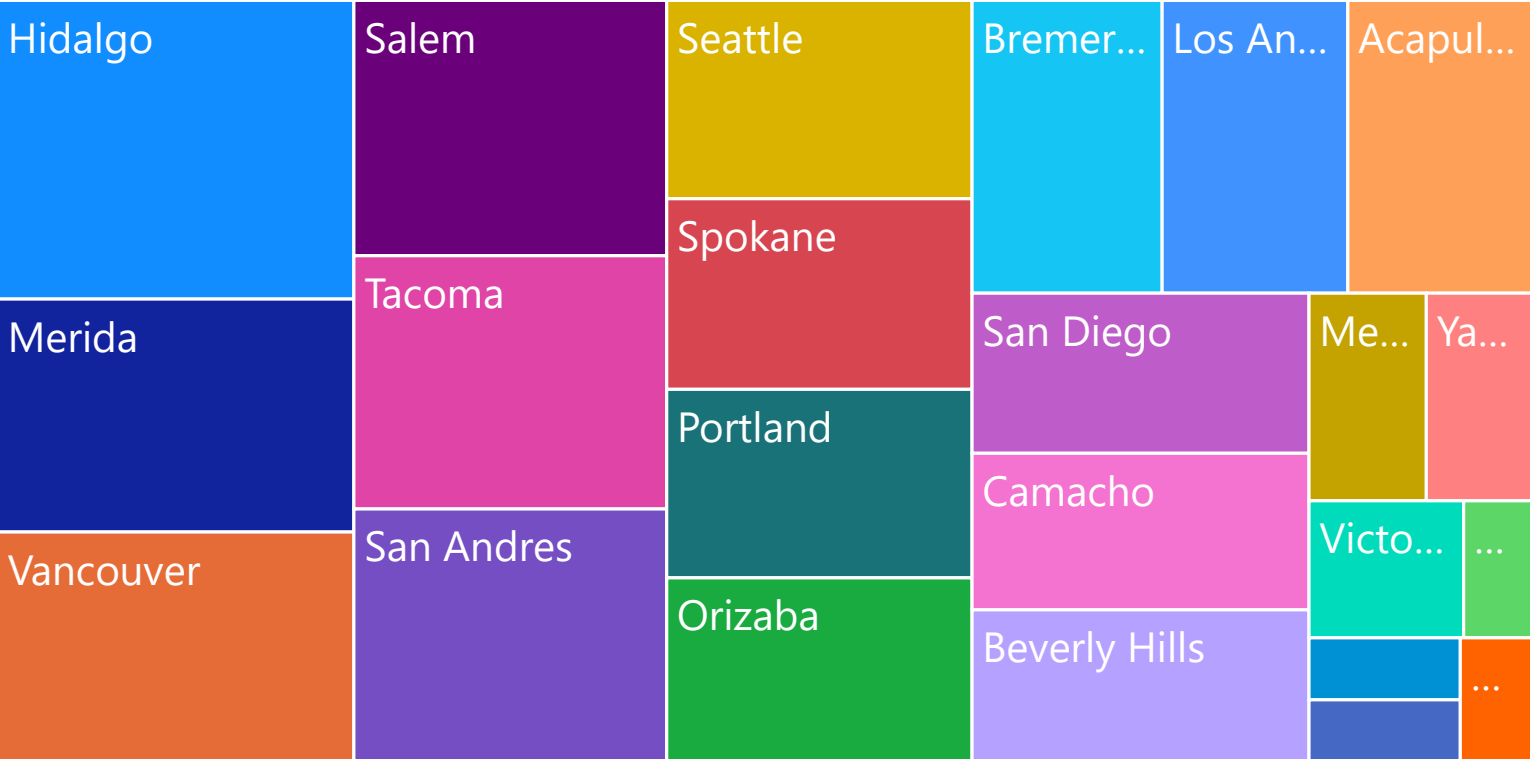 Hidalgo
Salem
Seattle
Bremer...
Los An...
Acapul...
Spokane
Tacoma
San Diego
Me...
Ya...
Merida
Portland
Camacho
Victo...
...
San Andres
Vancouver
Orizaba
Beverly Hills
...